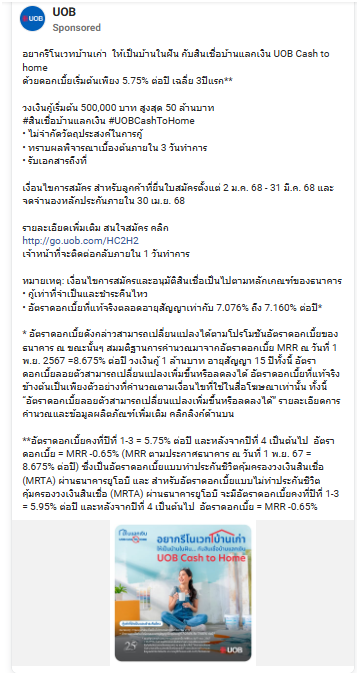 UOB
UOB
Sponsored
อยากรีโนเวทบ้านเก่า ให้เป็นบ้านในฝัน กับสินเชื่อบ้านแลกเงิน UOB Cash to
home
ด้วยดอกเบี้ยเริ่มต้นเพียง 5.75% ต่อปี เฉลี่ย 3ปีแรก**
วงเงินกู้เริ่มต้น 500,000 บาท สูงสุด 50 ล้านบาท
#สินเชื่อบ้านแลกเงิน #UOBCashToHome
• ไม่จำกัดวัตถุประสงค์ในการกู้
• ทราบผลพิจารณาเบื้องต้นภายใน 3 วันทำการ
• รับเอกสารถึงที่
เงื่อนไขการสมัคร สำหรับลูกค้าที่ยื่นใบสมัครตั้งแต่ 2 ม.ค. 68 - 31 มี.ค. 68 และ
จดจำนองหลักประกันภายใน 30 เม.ย. 68
รายละเอียดเพิ่มเติม สนใจสมัคร คลิก
http://go.uob.com/HC2H2
เจ้าหน้าที่จะติดต่อกลับภายใน 1 วันทำการ
หมายเหตุ: เงื่อนไขการสมัครและอนุมัติสินเชื่อเป็นไปตามหลักเกณฑ์ของธนาคาร
• กู้เท่าที่จำเป็นและชำระคืนไหว
• อัตราดอกเบี้ยที่แท้จริงตลอดอายุสัญญาเท่ากับ 7.076% ถึง 7.160% ต่อปี*
* อัตราดอกเบี้ยดังกล่าวสามารถเปลี่ยนแปลงได้ตามโปรโมชันอัตราดอกเบี้ยของ
ธนาคาร ณ ขณะนั้นๆ สมมติฐานการคำนวณมาจากอัตราดอกเบี้ย MRR ณ วันที่ 1
พ.ย. 2567 =8.675% ต่อปี วงเงินกู้ 1 ล้านบาท อายุสัญญา 15 ปีทั้งนี้ อัตรา
ดอกเบี้ยลอยตัวสามารถเปลี่ยนแปลงเพิ่มขึ้นหรือลดลงได้ อัตราดอกเบี้ยที่แท้จริง
ข้างต้นเป็นเพียงตัวอย่างที่คำนวณตามเงื่อนไขที่ใช้ในสื่อโฆษณาเท่านั้น ทั้งนี้
"อัตราดอกเบี้ยลอยตัวสามารถเปลี่ยนแปลงเพิ่มขึ้นหรือลดลงได้" รายละเอียดการ
คำนวณและข้อมูลผลิตภัณฑ์เพิ่มเติม คลิกลิงก์ด้านบน
**อัตราดอกเบี้ยคงที่ปีที่ 1-3 = 5.75% ต่อปี และหลังจากปีที่ 4 เป็นต้นไป อัตรา
ดอกเบี้ย = MRR -0.65% (MRR ตามประกาศธนาคาร ณ วันที่ 1 พ.ย. 67 =
8.675% ต่อปี) ซึ่งเป็นอัตราดอกเบี้ยแบบทำประกันชีวิตคุ้มครองวงเงินสินเชื่อ
(MRTA) ผ่านธนาคารยูโอบี และ สำหรับอัตราดอกเบี้ยแบบไม่ทำประกันชีวิต
คุ้มครองวงเงินสินเชื่อ (MRTA) ผ่านธนาคารยูโอบี จะมีอัตราดอกเบี้ยคงที่ปีที่ 1-3
= 5.95% ต่อปี และหลังจากปีที่ 4 เป็นต้นไป อัตราดอกเบี้ย = MRR -0.65%
อยากรีโนเวทบ้านเก่า
UOB Cash to Home
25
UOB